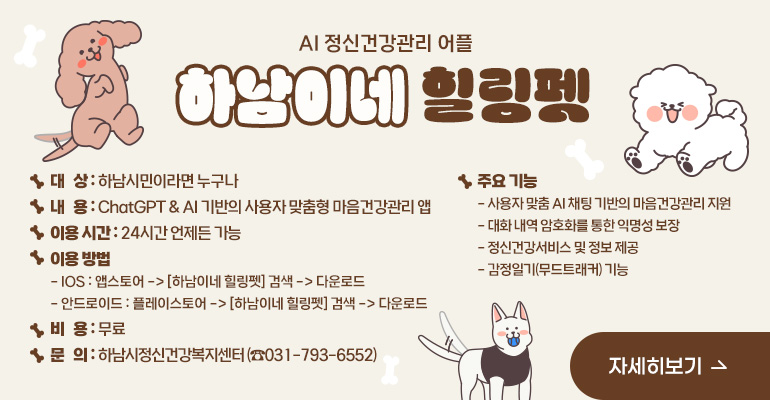 AI 정신건강관리 어플
하남이네 힐링펫
대 상 : 하남시민이라면 누구나
내 용 : ChatGPT & AI 기반의 사용자 맞춤형 마음건강관리 앱
이용 시간 : 24시간 언제든 가능
이용 방법
- IOS : 앱스토어 -> [하남이네 힐링펫] 검색 -> 다운로드
- 안드로이드 : 플레이스토어 -> [하남이네 힐링펫] 검색 -> 다운로드
비 용 : 무료
문 의 : 하남시정신건강복지센터 (☎031-793-6552)
주요 기능
- 사용자 맞춤 AI 채팅 기반의 마음건강관리 지원
- 대화 내역 암호화를 통한 익명성 보장
- 정신건강서비스 및 정보 제공
- 감정일기(무드트래커) 기능
자세히보기 →